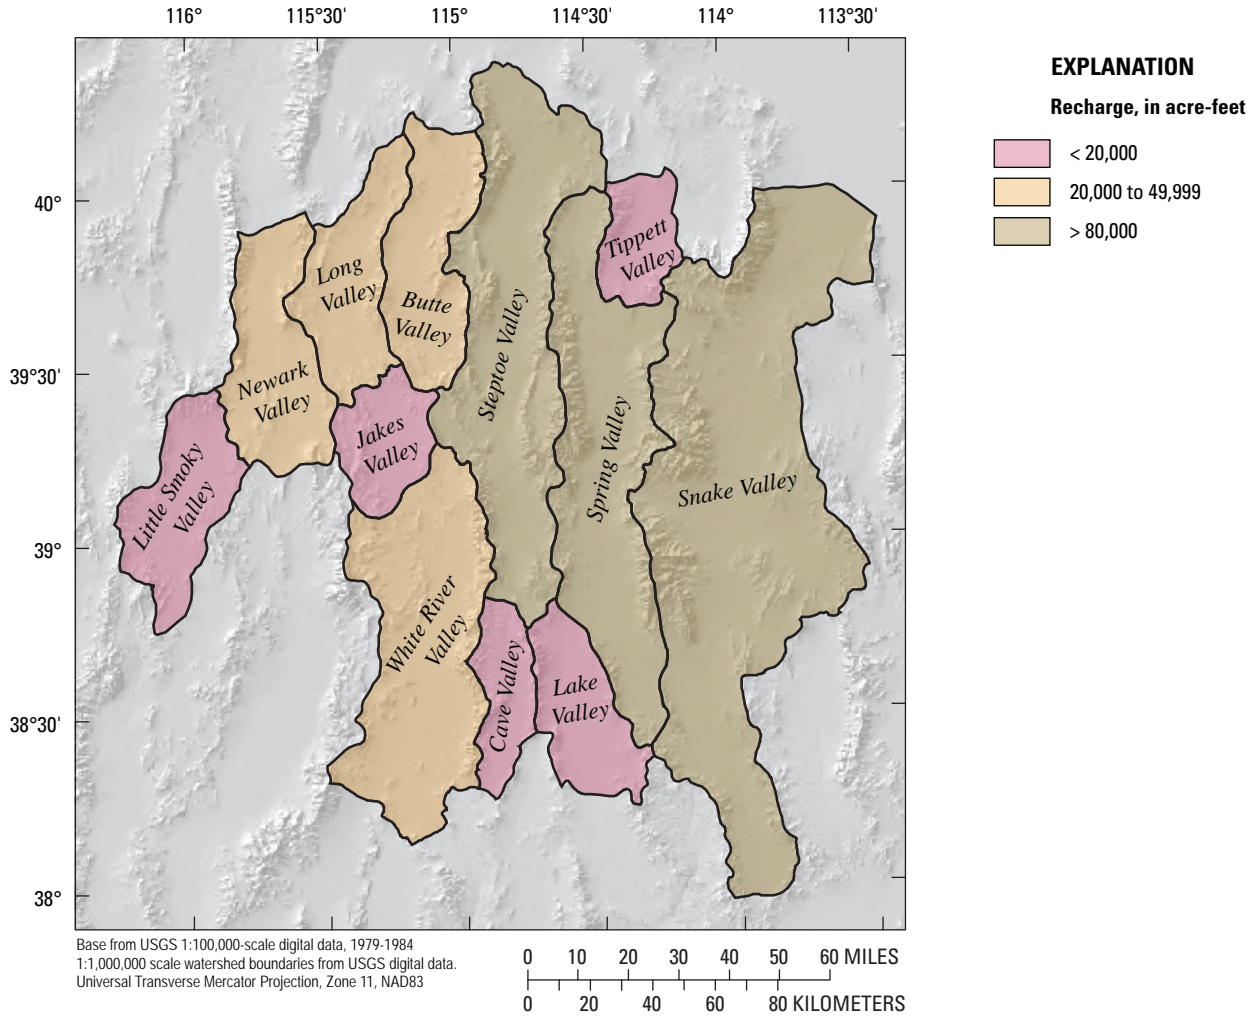 116°
115°30'
115°
114°30'
114°
113°30'
EXPLANATION
Recharge, in acre-feet
< 20,000
20,000 to 49,999
> 80,000
40°
39°30'
39°
38°30'
38°
Tippett
Valley
Long
Valley
Butte
Valley
Steptoe Valley
Newark
Valley
Jakes
Valley
Spring Valley
Snake Valley
Little Smoky
Valley
White River
Valley
Cave Valley
Lake
Valley
Base from USGS 1:100,000-scale digital data, 1979-1984
1:1,000,000 scale watershed boundaries from USGS digital data.
Universal Transverse Mercator Projection, Zone 11, NAD83
0 10 20 30 40 50 60 MILES
0 20 40 60 80 KILOMETERS